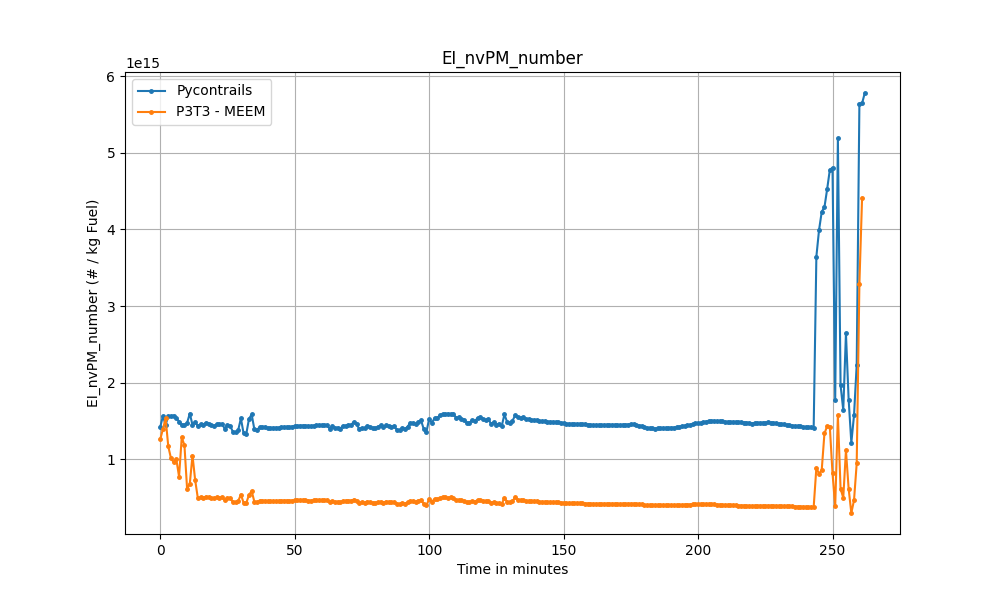 EI_nvPM_number
1e15
Pycontrails
P3T3 - MEEM
EI_nvPM_number (# / kg Fuel)
6
5
4
3
2
1
0
50
100
150
200
250
Time in minutes